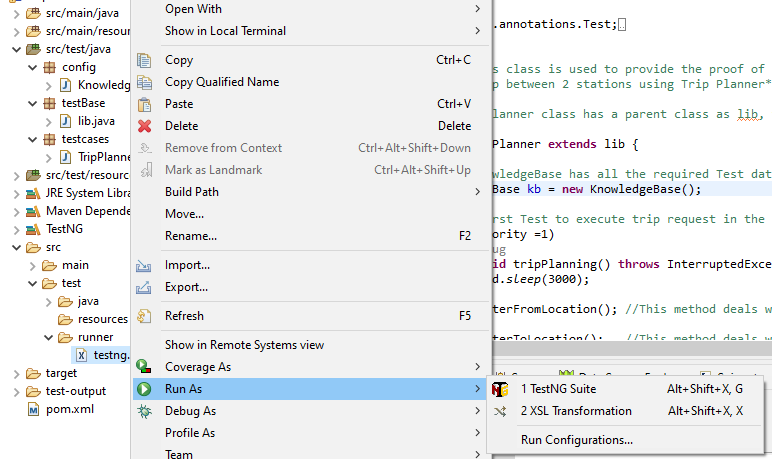 src/main/java
src/main/resour
src/test/java
config
Knowledg
testBase
lib.java
testcases
TripPlanne
src/test/resourc
JRE System Libra
Maven Depende
TestNG
src
main
test
java
resources
runner
testng.
target
test-output
pom.xml
Open With >
Show in Local Terminal >
Copy Ctrl+C
Copy Qualified Name
Paste Ctrl+V
Delete Delete
Remove from Context Ctrl+Alt+Shift+Down
Mark as Landmark Ctrl+Alt+Shift+Up
Build Path >
Move...
Rename... F2
Import...
Export...
Refresh F5
Show in Remote Systems view
Coverage As >
Run As >
Debug As >
Profile As >
Team >
1 TestNG Suite Alt+Shift+X, G
2 XSL Transformation Alt+Shift+X, X
Run Configurations...
.annotations.Test;
s class is used to provide the proof of
p between 2 stations using Trip Planner*
lanner class has a parent class as lib,
Planner extends lib {
wledgeBase has all the required Test dat
Base kb = new KnowledgeBase();
rst Test to execute trip request in the
ority =1)
ug
id tripPlanning() throws InterruptedExce
d.sleep(3000);
terFromLocation(); //This method deals w
terToLocation(); //This method deals w